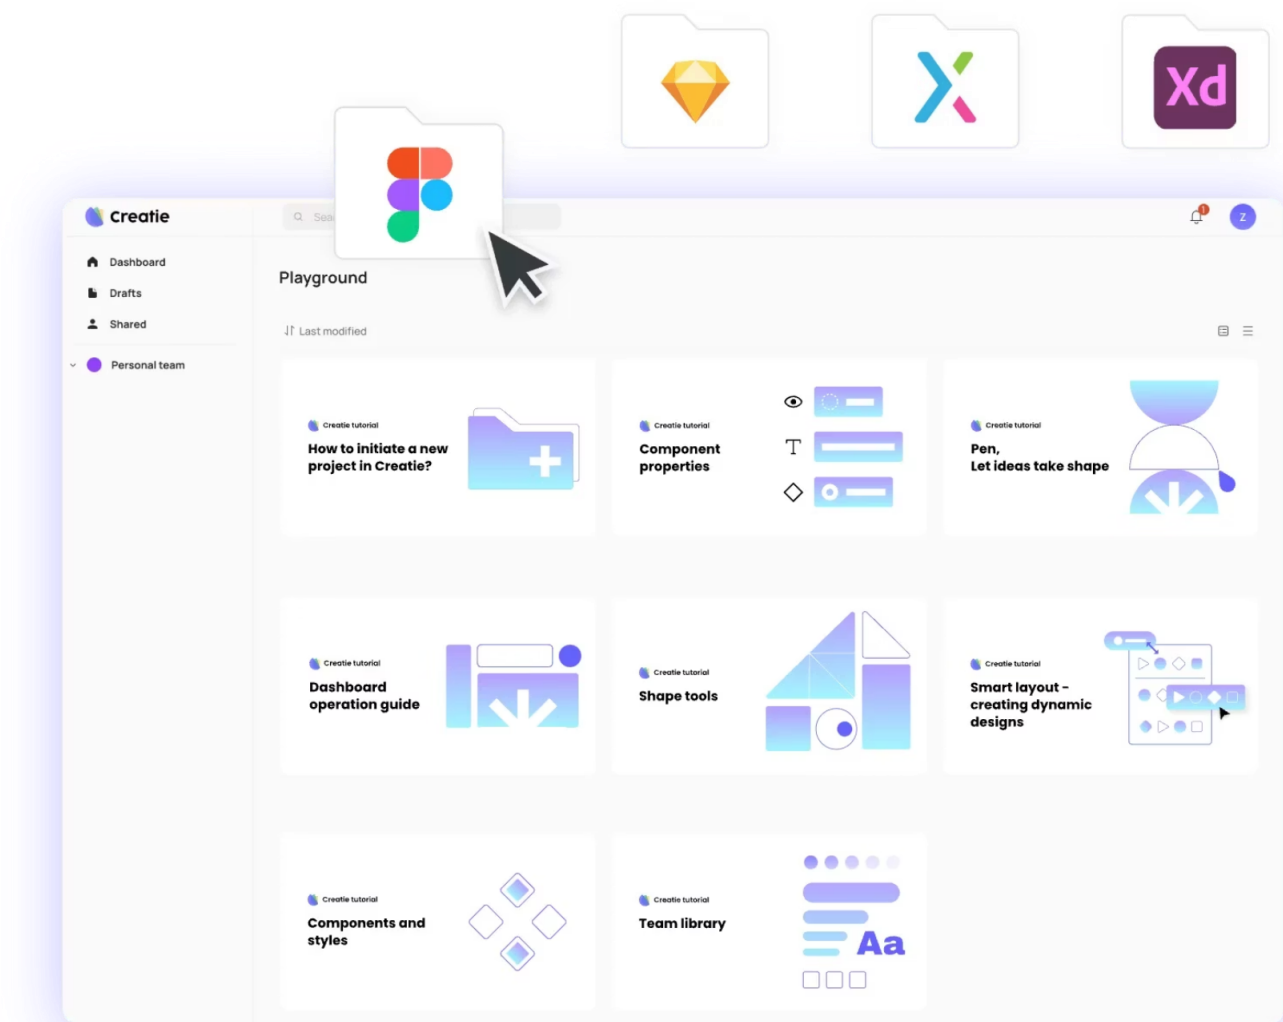 Xd
Creatie
Sea
1
Z
Dashboard
Drafts
Shared
Personal team
Playground
Last modified
Creatie tutorial
How to initiate a new
project in Creatie?
Creatie tutorial
Component
properties
T
Creatie tutorial
Pen,
Let ideas take shape
Creatie tutorial
Dashboard
operation guide
Creatie tutorial
Shape tools
Creatie tutorial
Smart layout -
creating dynamic
designs
Creatie tutorial
Components and
styles
Creatie tutorial
Team library
Aa